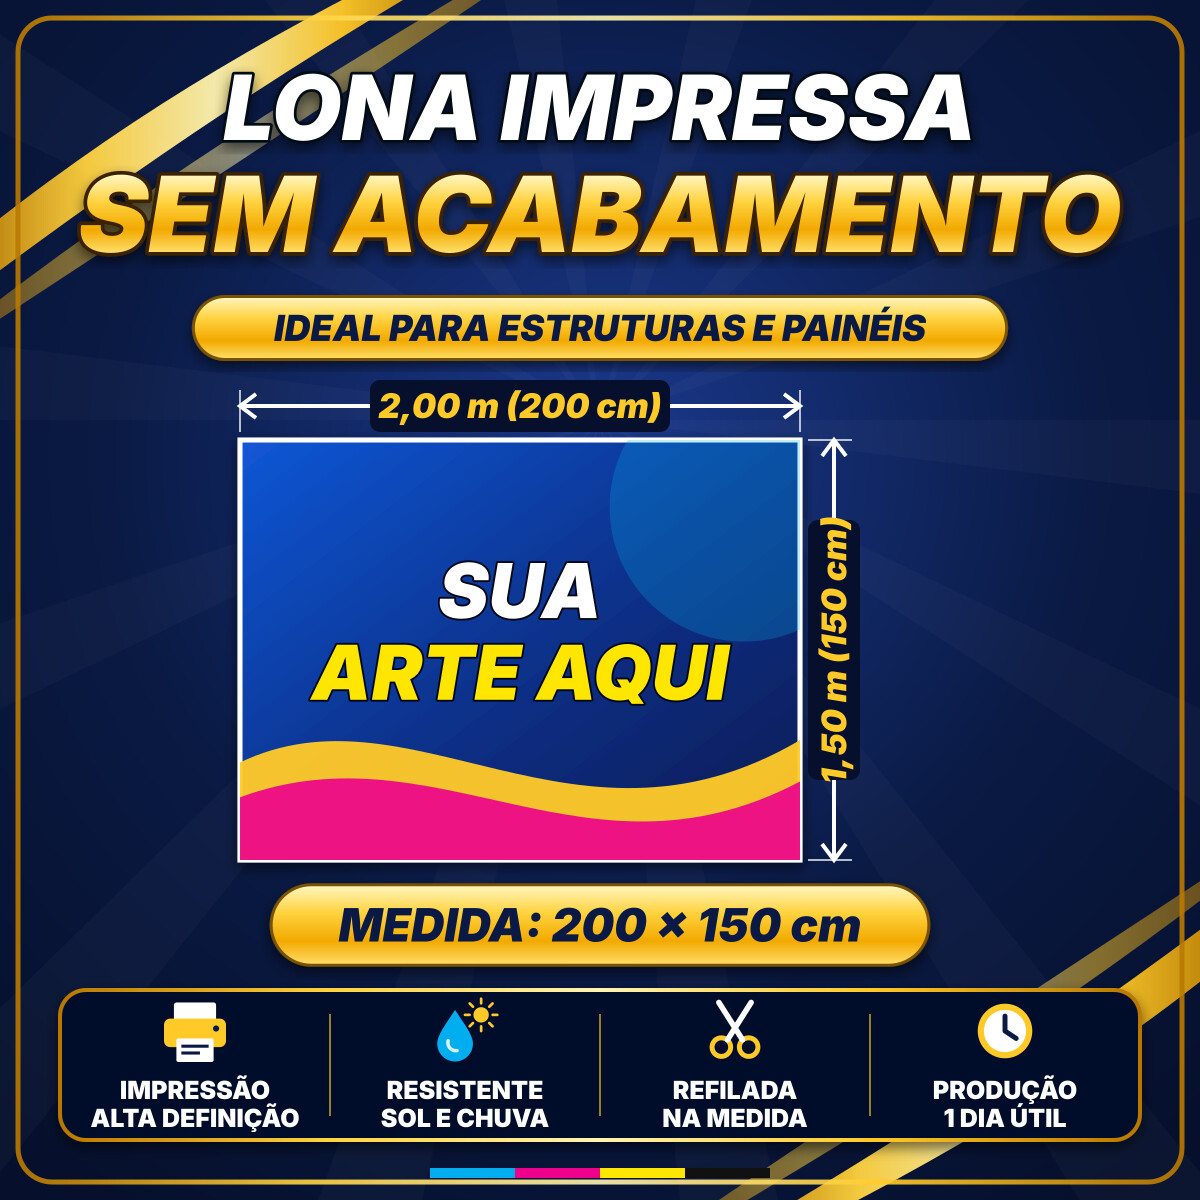 LONA IMPRESSA
SEM ACABAMENTO
IDEAL PARA ESTRUTURAS E PAINÉIS
2,00 m (200 cm)
1,50 m (150 cm)
SUA
ARTE AQUI
MEDIDA: 200 × 150 cm
IMPRESSÃO
ALTA DEFINIÇÃO
RESISTENTE
SOL E CHUVA
REFILADA
NA MEDIDA
PRODUÇÃO
1 DIA ÚTIL